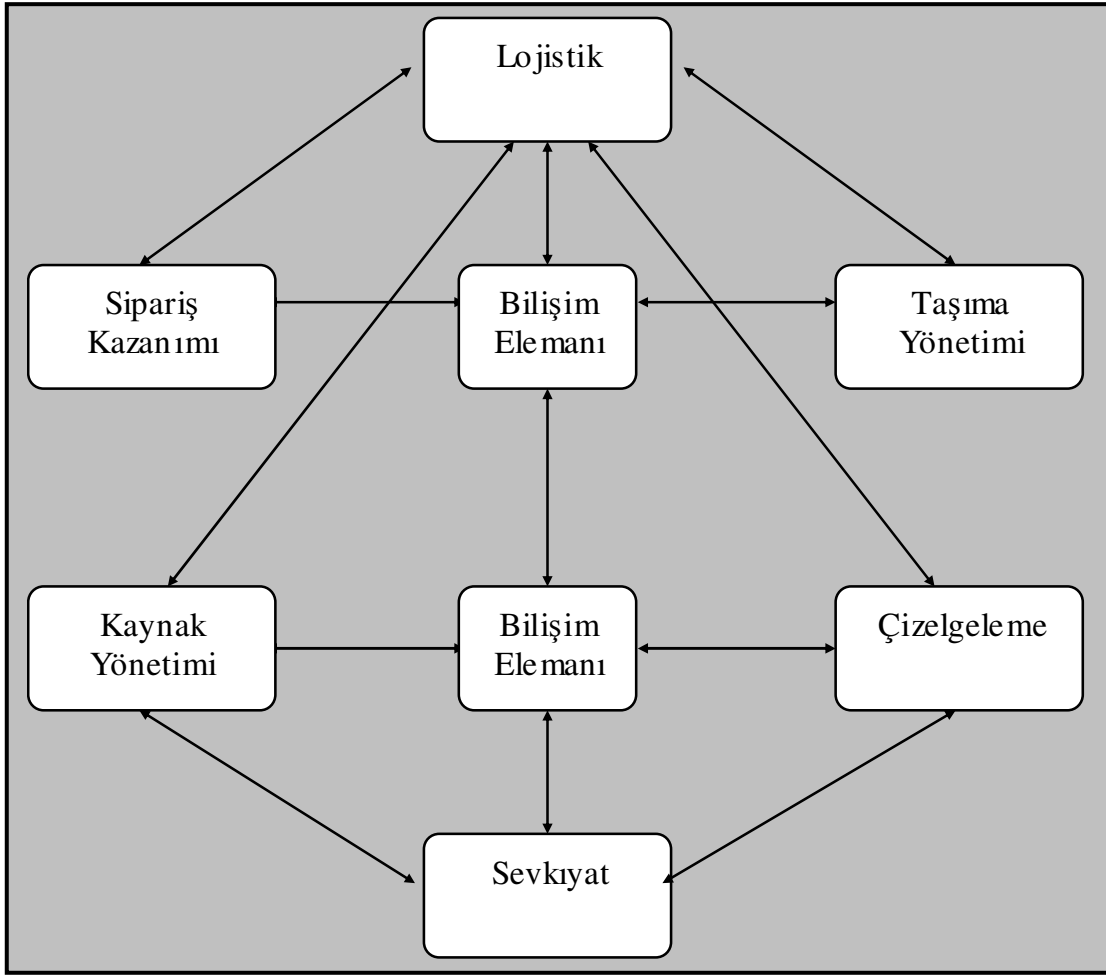 Lojistik
Sipariş
Kazanımı
Bilişim
Elemanı
Taşıma
Yönetimi
Kaynak
Yönetimi
Bilişim
Elemanı
Çizelgeleme
Sevkıyat